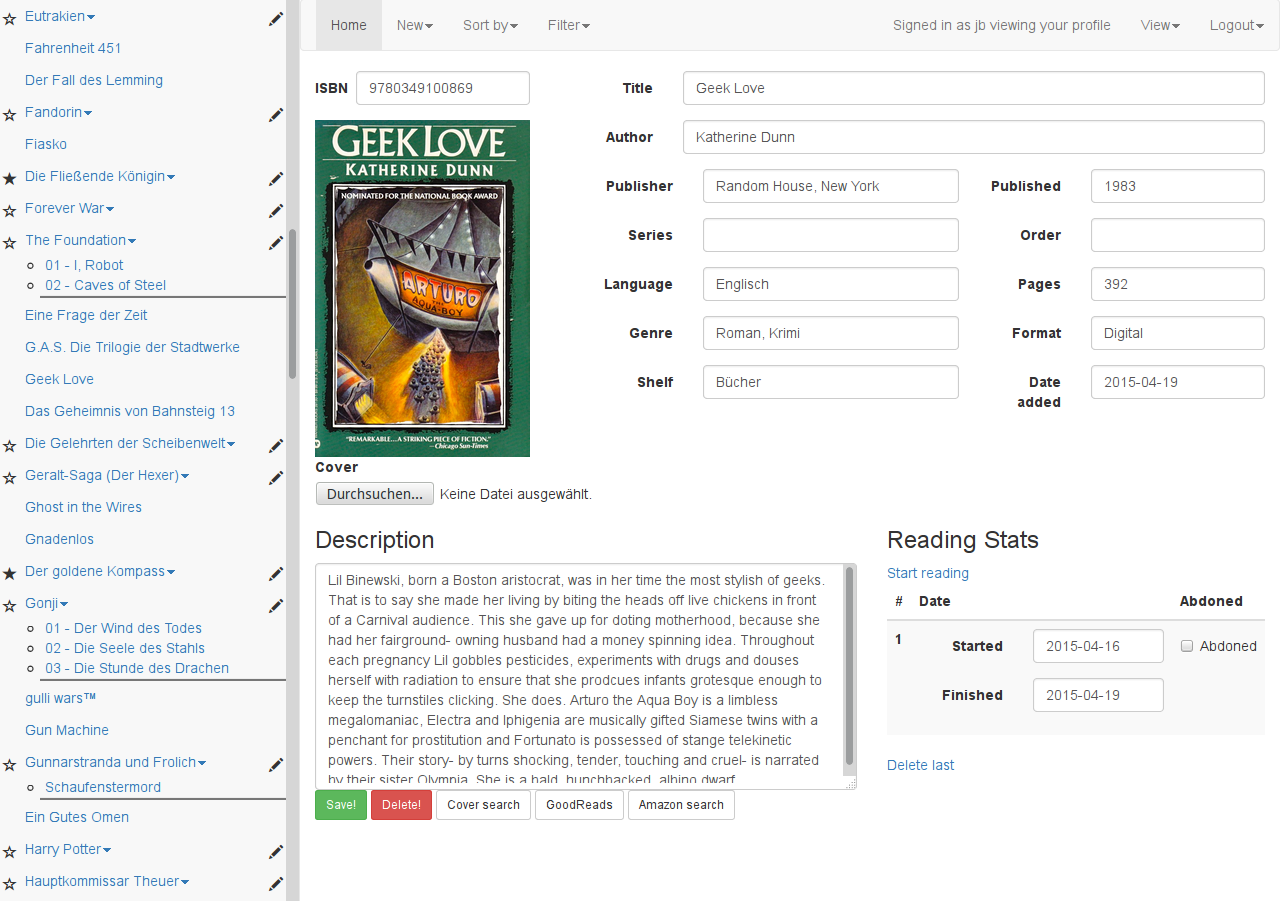 Eutrakien
Fahrenheit 451
Der Fall des Lemming
Fandorin
Fiasko
Die Fließende Königin
Forever War
The Foundation
01 - I, Robot
02 - Caves of Steel
Eine Frage der Zeit
G.A.S. Die Trilogie der Stadtwerke
Geek Love
Das Geheimnis von Bahnsteig 13
Die Gelehrten der Scheibenwelt
Geralt-Saga (Der Hexer)
Ghost in the Wires
Gnadenlos
Der goldene Kompass
Gonji
01 - Der Wind des Todes
02 - Die Seele des Stahls
03 - Die Stunde des Drachen
gulli wars™
Gun Machine
Gunnarstranda und Frolich
Schaufenstermord
Ein Gutes Omen
Harry Potter
Hauptkommissar Theuer
Home New Sort by Filter Signed in as jb viewing your profile View Logout
ISBN 9780349100869 Title Geek Love
Author Katherine Dunn
Publisher Random House, New York Published 1983
Series Order
Language Englisch Pages 392
Genre Roman, Krimi Format Digital
Shelf Bücher Date added 2015-04-19
GEEK LOVE
KATHERINE DUNN
NOMINATED FOR THE NATIONAL BOOK AWARD
ARTURO
THE
AQUA-BOY
"REMARKABLE...A STRIKING PIECE OF FICTION."
—Chicago Sun-Times
Cover
Durchsuchen... Keine Datei ausgewählt.
Description
Lil Binewski, born a Boston aristocrat, was in her time the most stylish of geeks.
That is to say she made her living by biting the heads off live chickens in front
of a Carnival audience. This she gave up for doting motherhood, because she
had her fairground- owning husband had a money spinning idea. Throughout
each pregnancy Lil gobbles pesticides, experiments with drugs and douses
herself with radiation to ensure that she prodcues infants grotesque enough to
keep the turnstiles clicking. She does. Arturo the Aqua Boy is a limbless
megalomaniac, Electra and Iphigenia are musically gifted Siamese twins with a
penchant for prostitution and Fortunato is possessed of stange telekinetic
powers. Their story- by turns shocking, tender, touching and cruel- is narrated
by their sister Olympia. She is a bald, hunchbacked, albino dwarf
Save! Delete! Cover search GoodReads Amazon search
Reading Stats
Start reading
# Date Abdoned
1 Started 2015-04-16 Abdoned
Finished 2015-04-19
Delete last